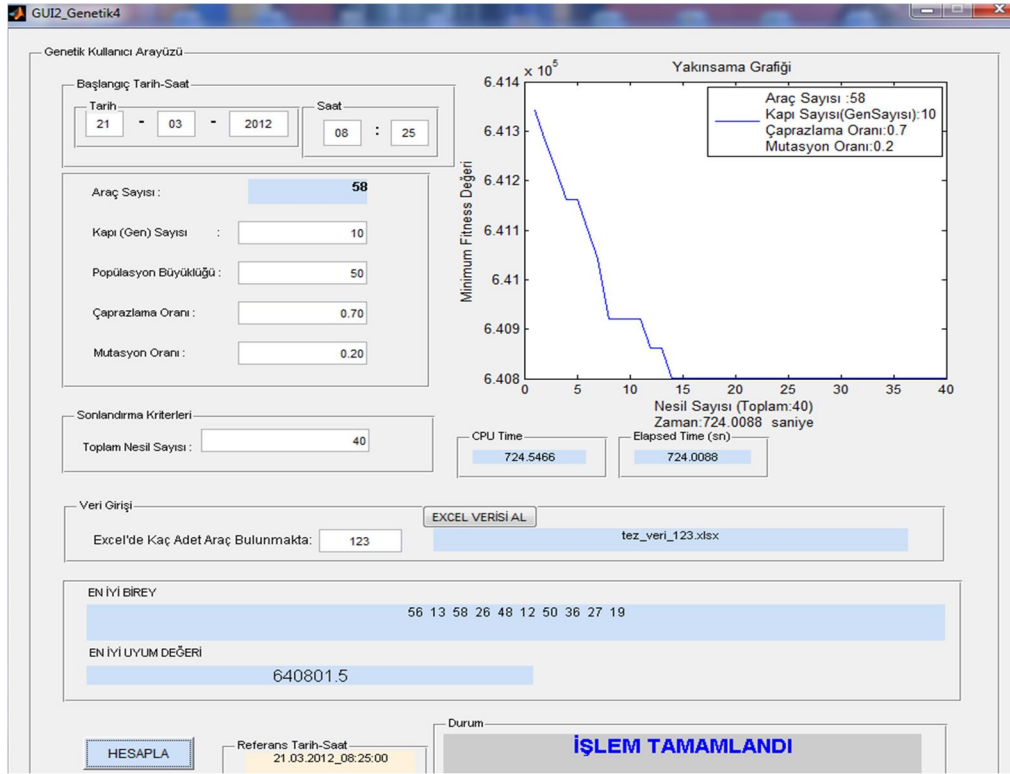 GUI2_Genetik4
Genetik Kullanıcı Arayüzü
Başlangıç Tarih-Saat
Tarih
21 - 03 - 2012
Saat
08 : 25
Araç Sayısı : 58
Kapı (Gen) Sayısı : 10
Popülasyon Büyüklüğü : 50
Çaprazlama Oranı : 0.70
Mutasyon Oranı : 0.20
Sonlandırma Kriterleri
Toplam Nesil Sayısı : 40
Yakınsama Grafiği
x 10^5
6.414
6.413
6.412
6.411
6.41
6.409
6.408
Minimum Fitness Değeri
Araç Sayısı :58
Kapı Sayısı(GenSayısı):10
Çaprazlama Oranı:0.7
Mutasyon Oranı:0.2
0 5 10 15 20 25 30 35 40
Nesil Sayısı (Toplam:40)
Zaman:724.0088 saniye
CPU Time
724.5466
Elapsed Time (sn)
724.0088
Veri Girişi
Excel'de Kaç Adet Araç Bulunmakta: 123
EXCEL VERİSİ AL
tez_veri_123.xlsx
EN İYİ BİREY
56 13 58 26 48 12 50 36 27 19
EN İYİ UYUM DEĞERİ
640801.5
HESAPLA
Referans Tarih-Saat
21.03.2012_08:25:00
Durum
İŞLEM TAMAMLANDI